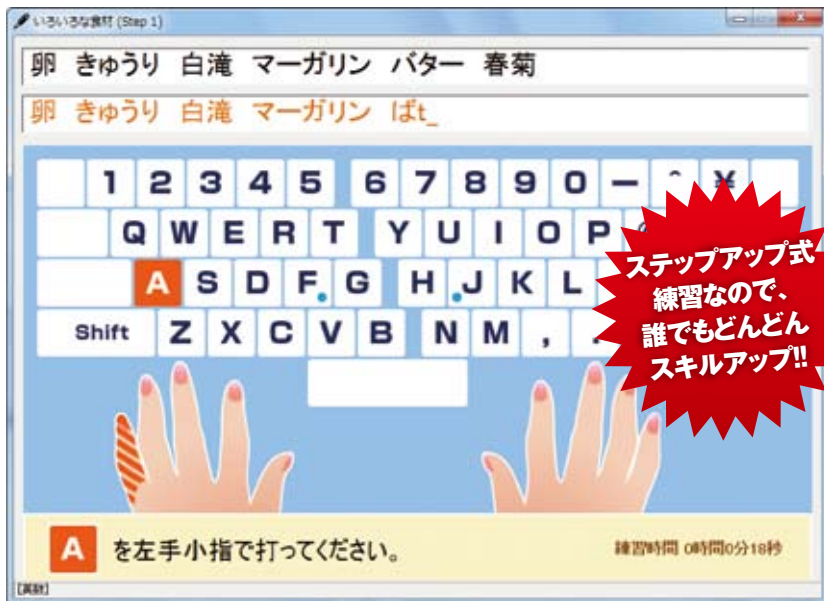 いろいろな食材 (Step 1)
卵 きゅうり 白滝 マーガリン バター 春菊
卵 きゅうり 白滝 マーガリン ばt_
1 2 3 4 5 6 7 8 9 0 ー ^ ¥
Q W E R T Y U I O P @
A S D F G H J K L
Shift Z X C V B N M , .
ステップアップ式
練習なので、
誰でもどんどん
スキルアップ!!
A を左手小指で打ってください。
練習時間 0時間0分18秒
[英数]